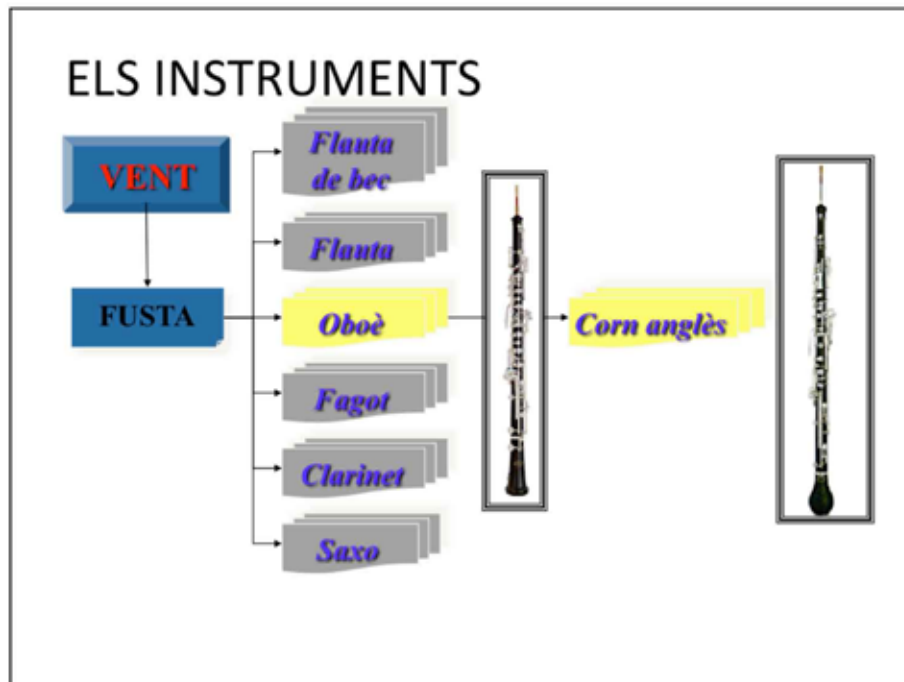 ELS INSTRUMENTS
VENT
FUSTA
Flauta
de bec
Flauta
Oboè
Fagot
Clarinet
Saxo
Corn anglès